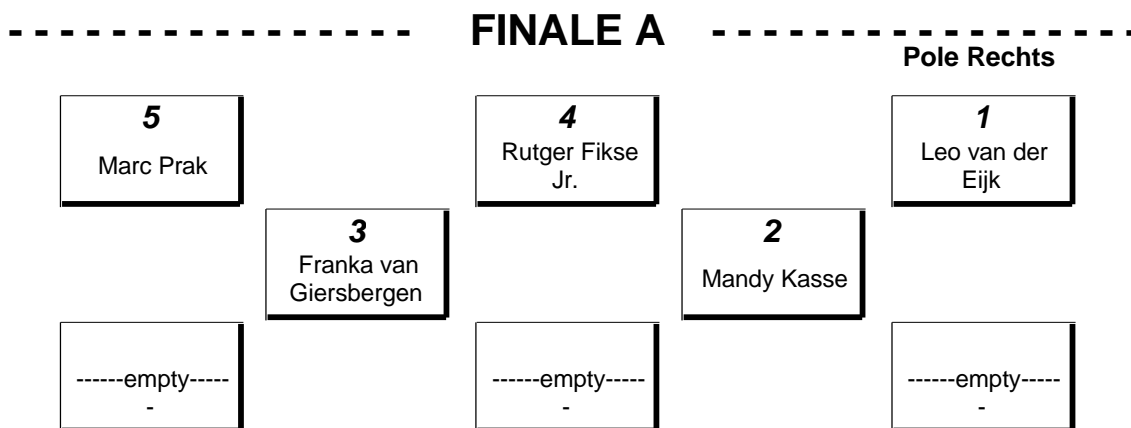 - - - - - - - - - - - - - - - - - FINALE A - - - - - - - - - - - - - - - - - -
Pole Rechts
5
Marc Prak
4
Rutger Fikse
Jr.
1
Leo van der
Eijk
3
Franka van
Giersbergen
2
Mandy Kasse
------empty-----
-
------empty-----
-
------empty-----
-